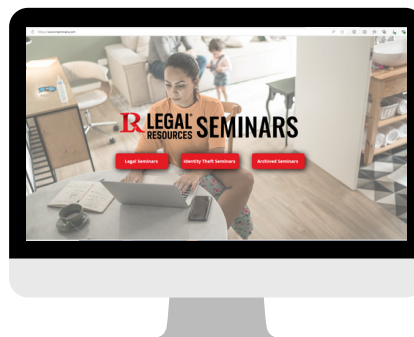 R LEGAL
RESOURCES
SEMINARS
Legal Seminars
Identity Theft Seminars
Archived Seminars